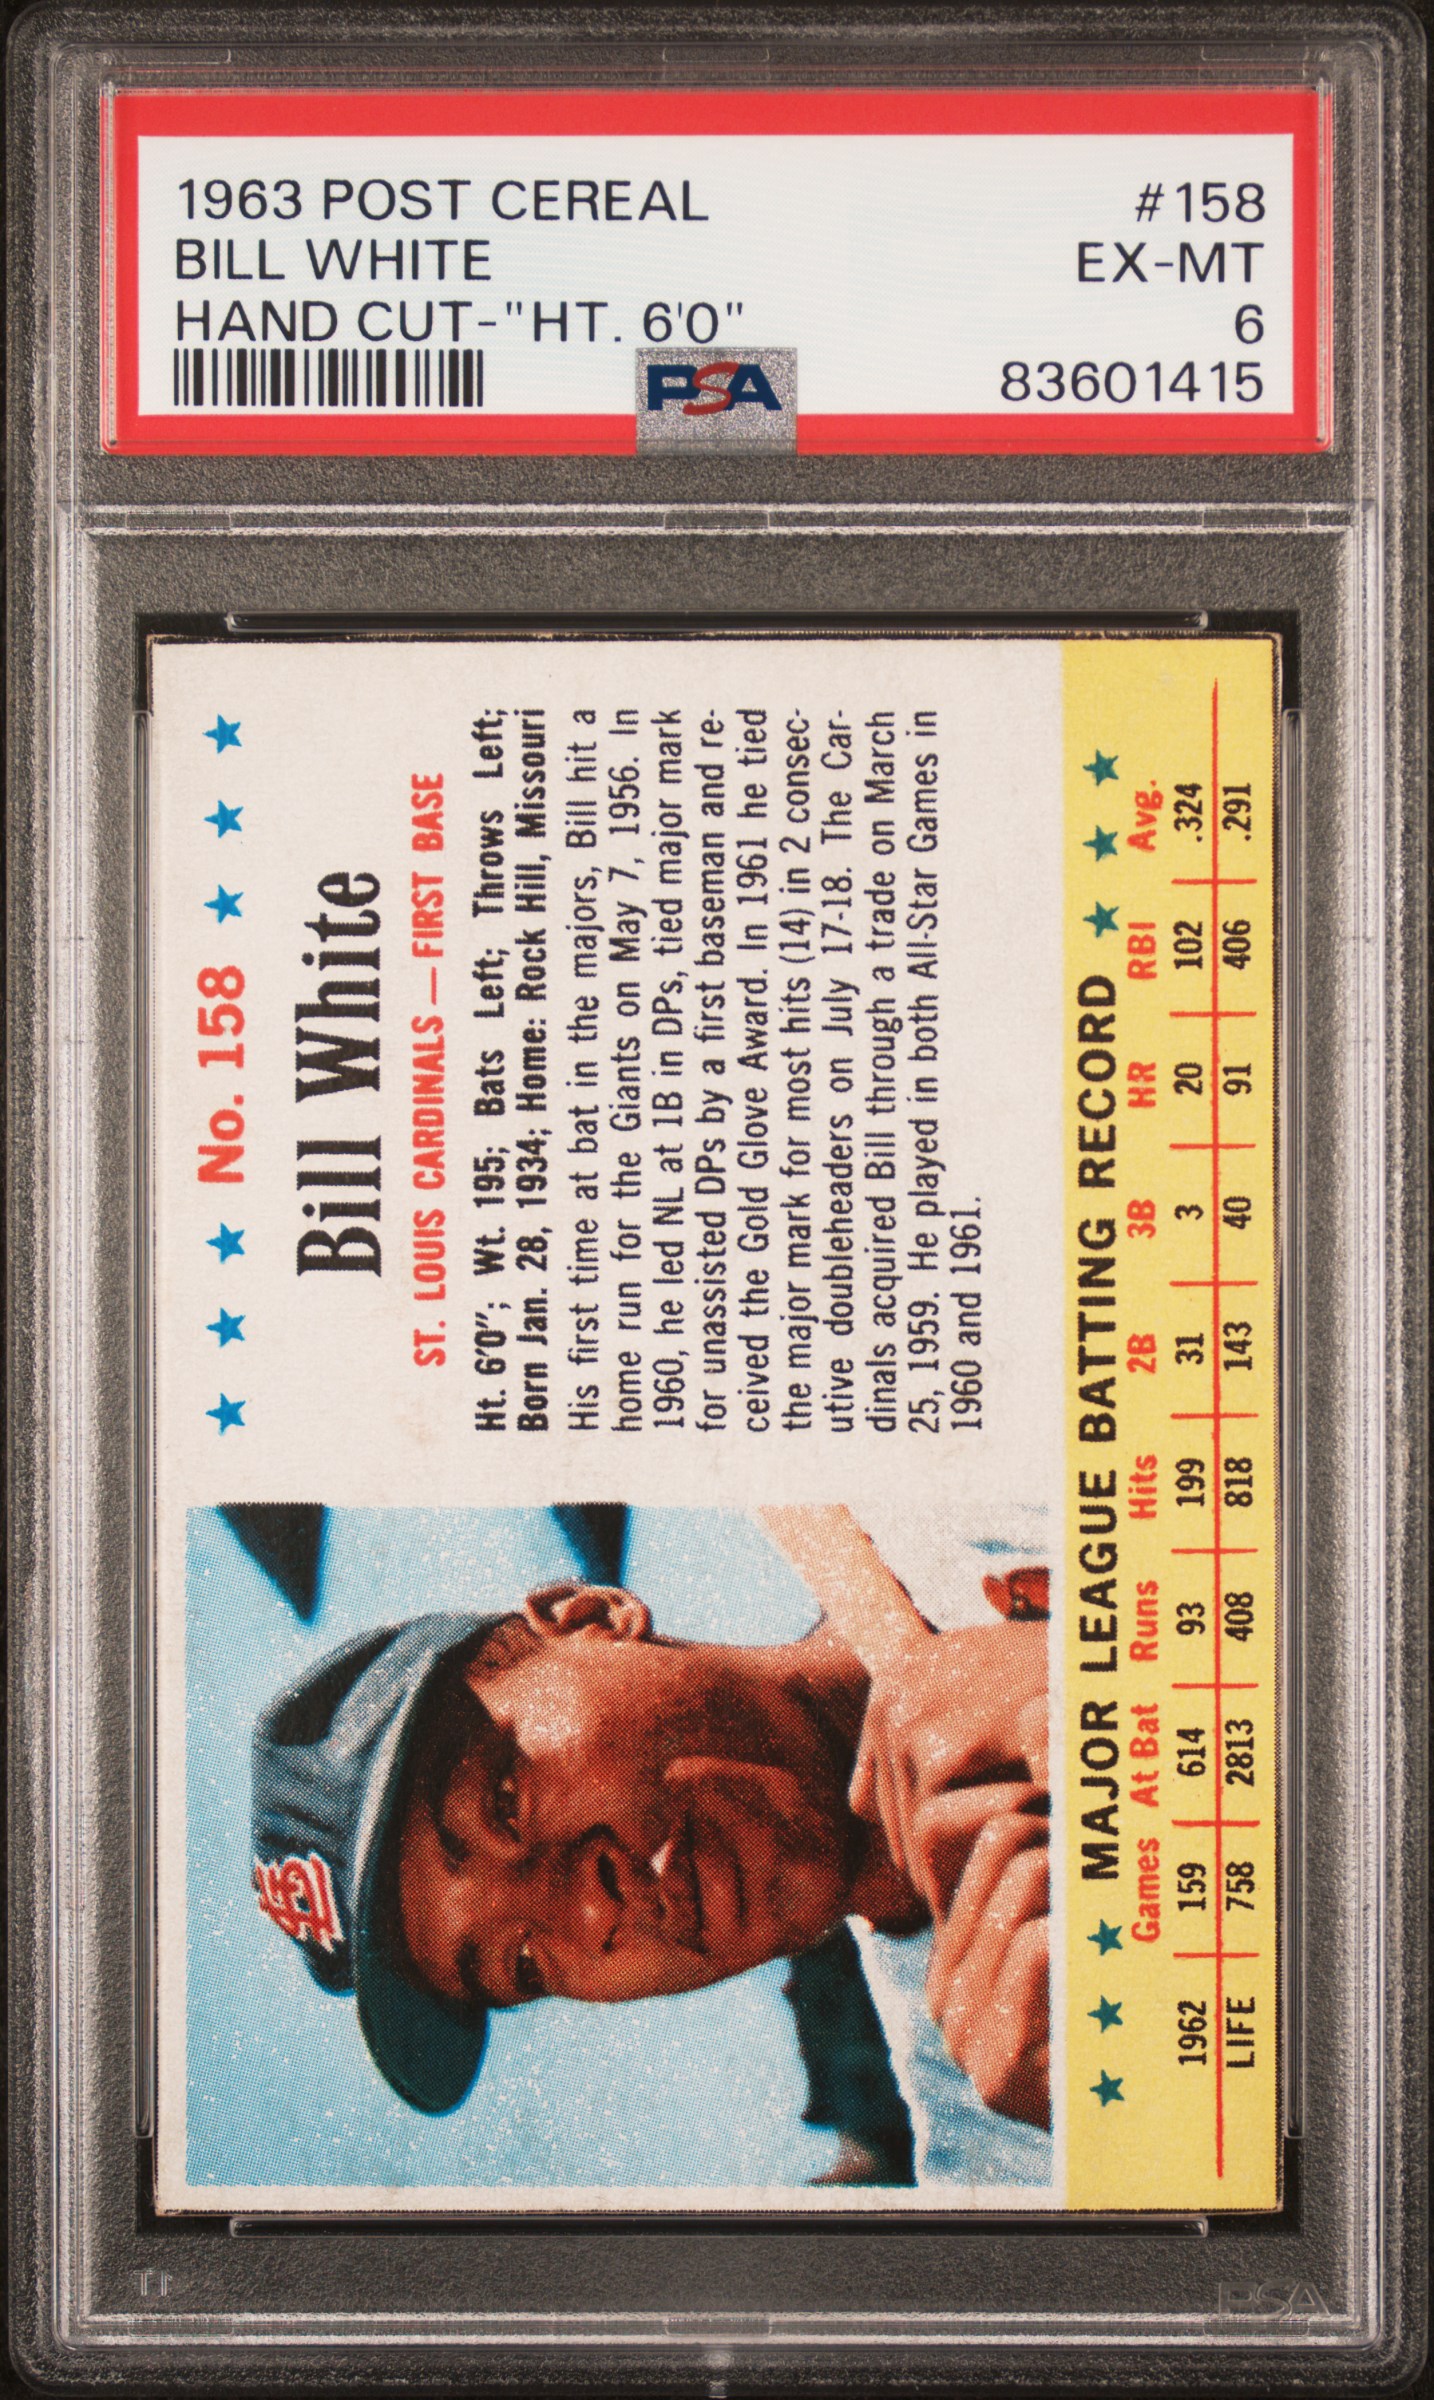 1963 POST CEREAL #158
BILL WHITE EX-MT
HAND CUT-"HT. 6'0" 6
83601415
PSA
No. 158
Bill White
ST. LOUIS CARDINALS—FIRST BASE
Ht. 6'0"; Wt. 195; Bats Left; Throws Left;
Born Jan. 28, 1934; Home: Rock Hill, Missouri
His first time at bat in the majors, Bill hit a
home run for the Giants on May 7, 1956. In
1960, he led NL at 1B in DPs, tied major mark
for unassisted DPs by a first baseman and re-
ceived the Gold Glove Award. In 1961 he tied
the major mark for most hits (14) in 2 consec-
utive doubleheaders on July 17-18. The Car-
dinals acquired Bill through a trade on March
25, 1959. He played in both All-Star Games in
1960 and 1961.
StL
MAJOR LEAGUE BATTING RECORD
Games At Bat Runs Hits 2B 3B HR RBI Avg.
1962 159 614 93 199 31 3 20 102 .324
LIFE 758 2813 408 818 143 40 91 406 .291
PSA